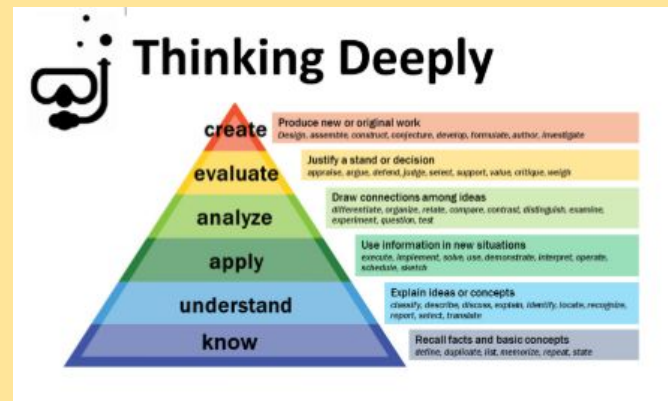 Thinking Deeply
create
Produce new or original work
Design, assemble, construct, conjecture, develop, formulate, author, investigate
evaluate
Justify a stand or decision
appraise, argue, defend, judge, select, support, value, critique, weigh
analyze
Draw connections among ideas
differentiate, organize, relate, compare, contrast, distinguish, examine,
experiment, question, test
apply
Use information in new situations
execute, implement, solve, use, demonstrate, interpret, operate,
schedule, sketch
understand
Explain ideas or concepts
classify, describe, discuss, explain, identify, locate, recognize,
report, select, translate
know
Recall facts and basic concepts
define, duplicate, list, memorize, repeat, state